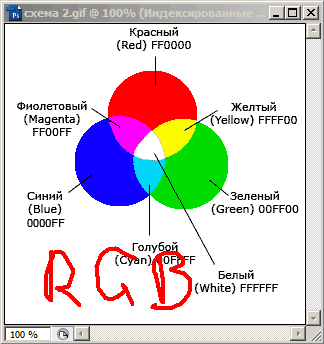 схема 2.gif @ 100% (Индексированные ...
Красный
(Red) FF0000
Фиолетовый
(Magenta)
FF00FF
Желтый
(Yellow) FFFF00
Синий
(Blue)
0000FF
Зеленый
(Green) 00FF00
Голубой
(Cyan) 00FFFF
Белый
(White) FFFFFF
RGB
100 %